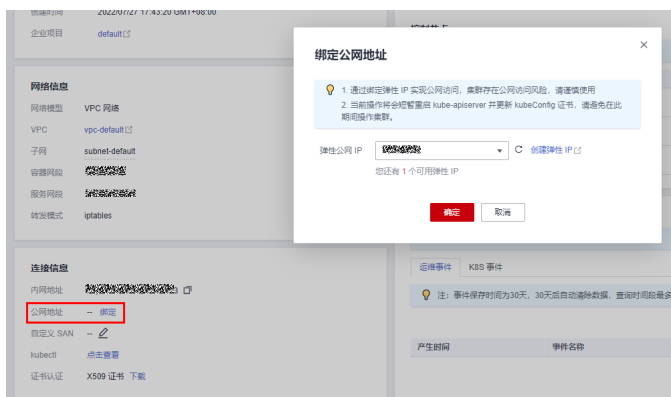 创建时间 2022/07/27 17:43:20 GMT+08:00
企业项目 default
网络信息
网络模型 VPC 网络
VPC vpc-default
子网 subnet-default
容器网段
服务网段
转发模式 iptables
连接信息
内网地址
公网地址 -- 绑定
自定义 SAN --
kubectl 点击查看
证书认证 X509 证书 下载
绑定公网地址
1. 通过绑定弹性 IP 实现公网访问，集群存在公网访问风险，请谨慎使用
2. 当前操作将会短暂重启 kube-apiserver 并更新 kubeConfig 证书，请避免在此
期间操作集群。
弹性公网 IP 创建弹性 IP
您还有 1 个可用弹性 IP
确定 取消
运维事件 K8S 事件
注：事件保存时间为30天，30天后自动清除数据，查询时间段最多
产生时间 事件名称